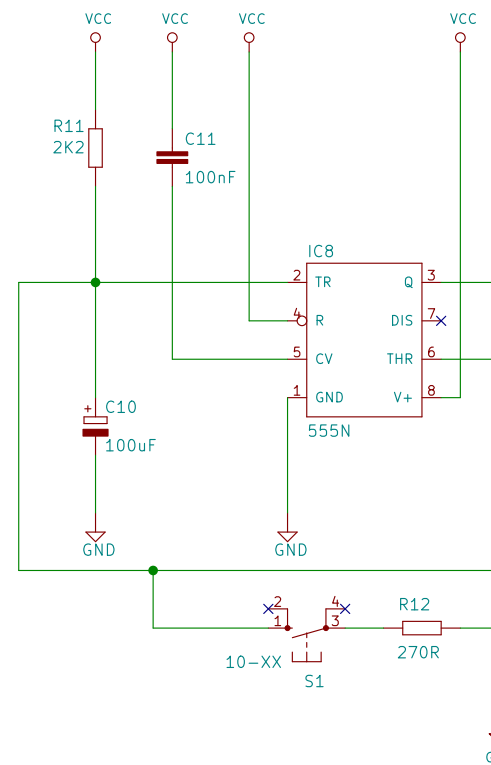 VCC VCC VCC VCC
R11
2K2
C11
100nF
IC8
2 TR Q 3
4 R DIS 7
5 CV THR 6
1 GND V+ 8
555N
+ C10
100uF
GND GND
2 4
1 3
R12
270R
10-XX
S1